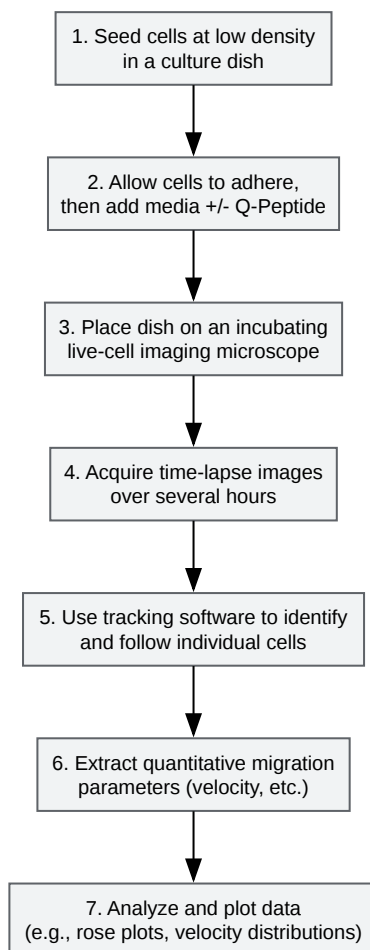 1. Seed cells at low density
in a culture dish
2. Allow cells to adhere,
then add media +/- Q-Peptide
3. Place dish on an incubating
live-cell imaging microscope
4. Acquire time-lapse images
over several hours
5. Use tracking software to identify
and follow individual cells
6. Extract quantitative migration
parameters (velocity, etc.)
7. Analyze and plot data
(e.g., rose plots, velocity distributions)